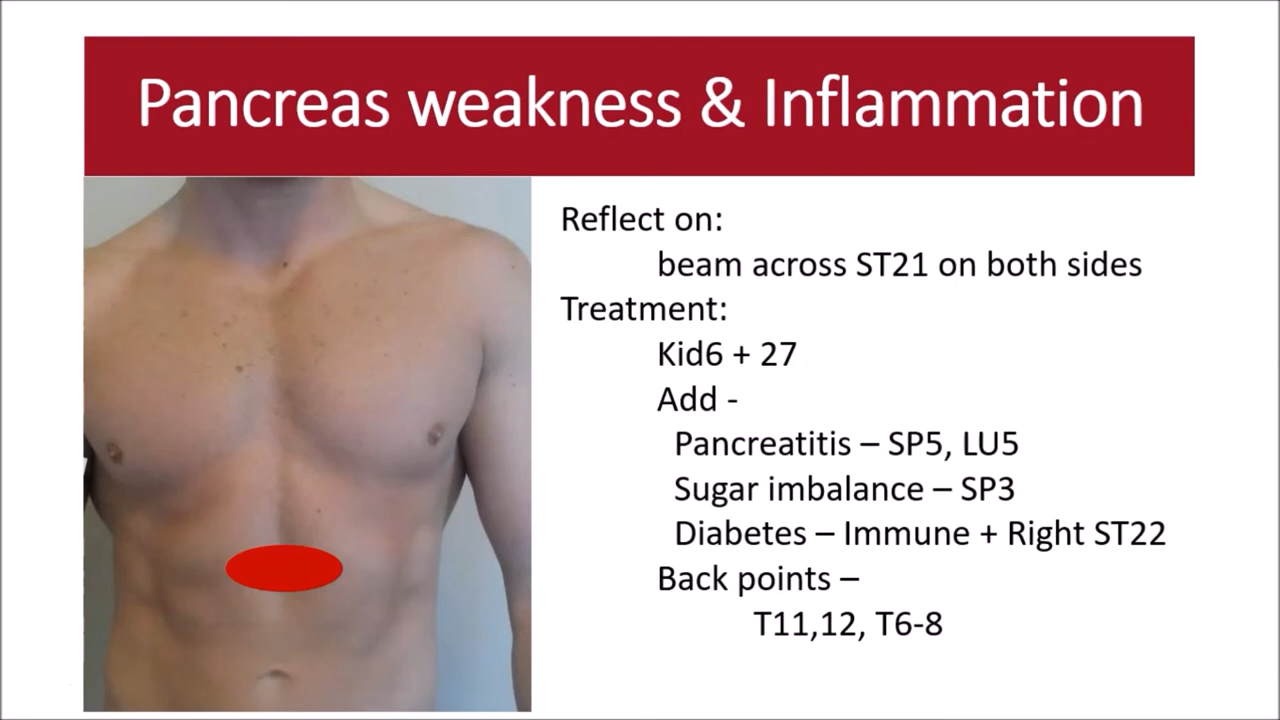 Pancreas weakness & Inflammation
Reflect on:
beam across ST21 on both sides
Treatment:
Kid6 + 27
Add -
Pancreatitis – SP5, LU5
Sugar imbalance – SP3
Diabetes – Immune + Right ST22
Back points –
T11,12, T6-8